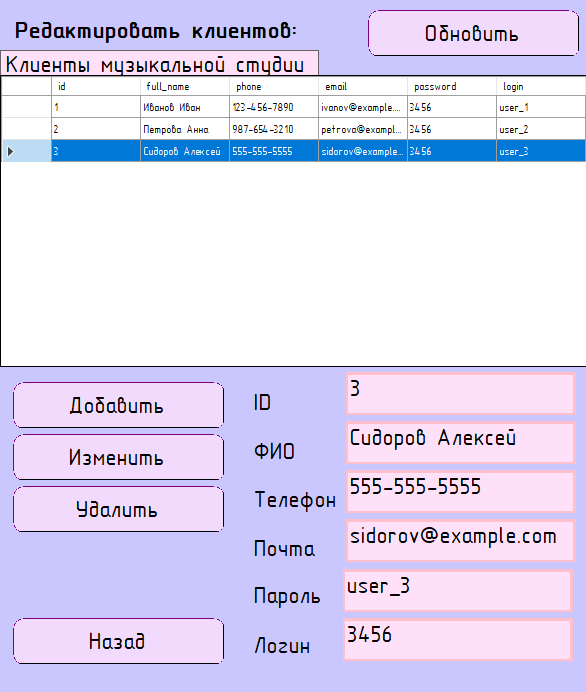 Редактировать клиентов:
Обновить
Клиенты музыкальной студии
id full_name phone email password login
1 Иванов Иван 123-456-7890 ivanov@example.... 3456 user_1
2 Петрова Анна 987-654-3210 petrova@exampl... 3456 user_2
3 Сидоров Алексей 555-555-5555 sidorov@example... 3456 user_3
Добавить
Изменить
Удалить
Назад
ID 3
ФИО Сидоров Алексей
Телефон 555-555-5555
Почта sidorov@example.com
Пароль user_3
Логин 3456